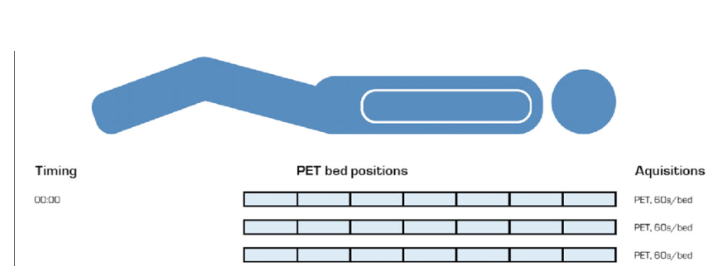 Timing PET bed positions Aquisitions
00:00 PET, 60s/bed
PET, 60s/bed
PET, 60s/bed